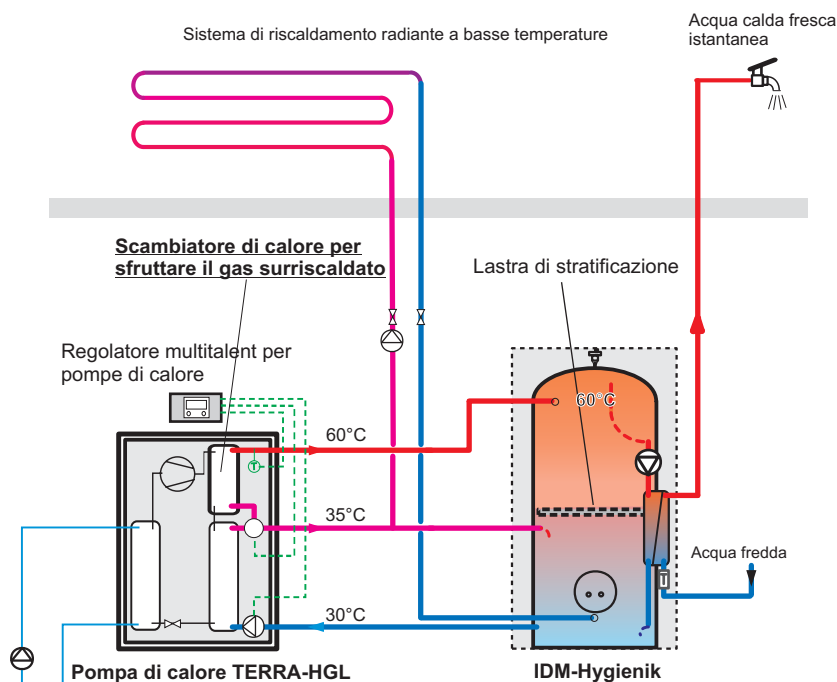 Sistema di riscaldamento radiante a basse temperature
Acqua calda fresca
istantanea
Scambiatore di calore per
sfruttare il gas surriscaldato
Lastra di stratificazione
Regolatore multitalent per
pompe di calore
60°C
60°C
T
35°C
Acqua fredda
T
30°C
Pompa di calore TERRA-HGL
IDM-Hygienik